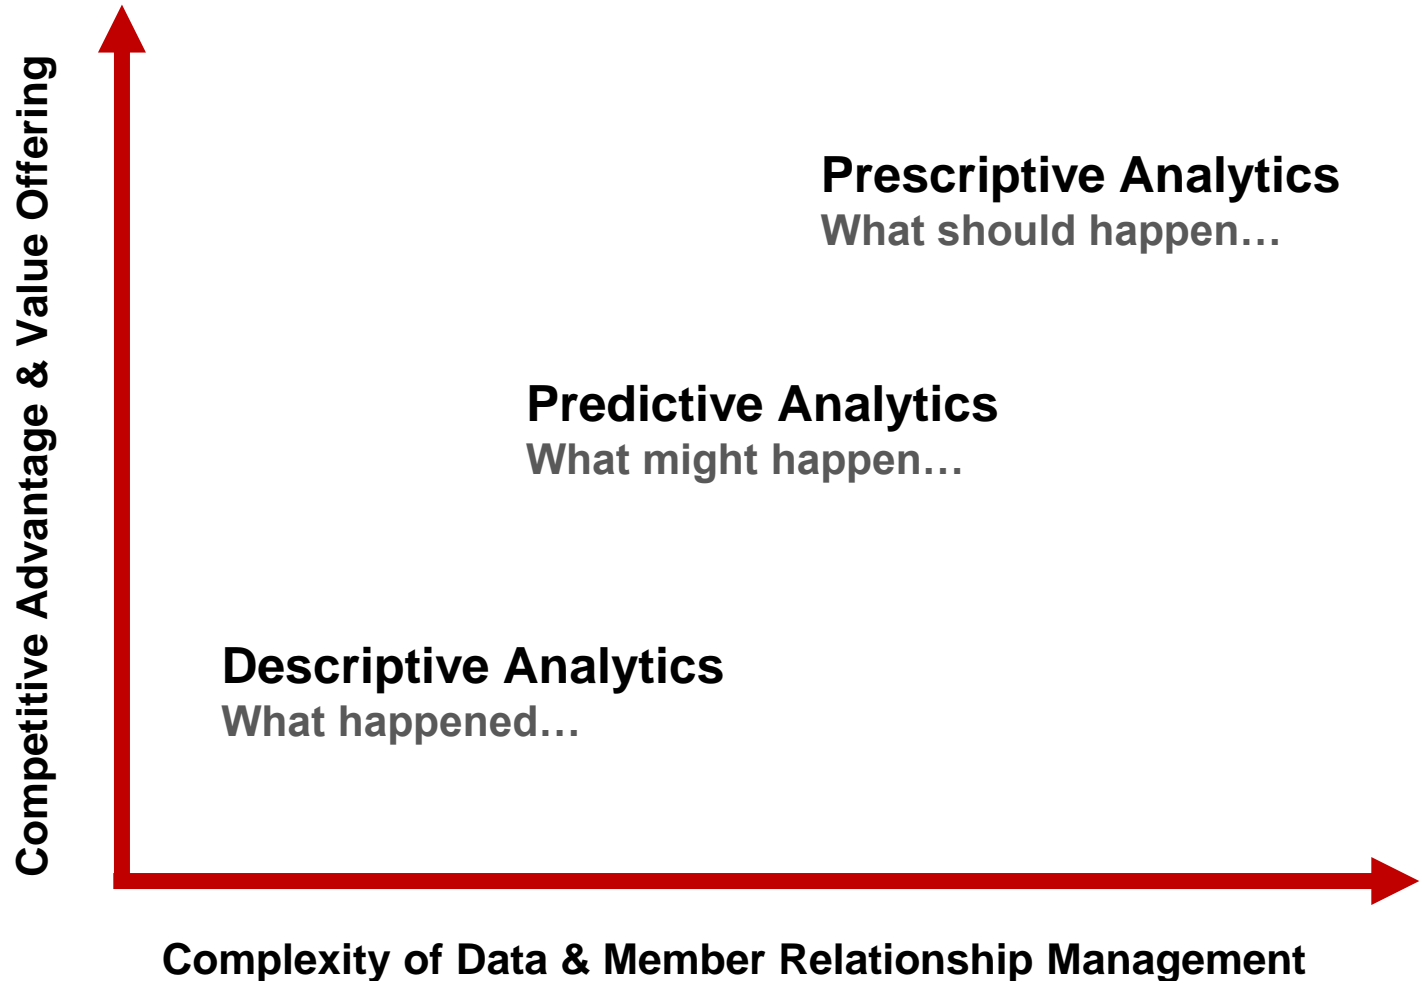 Competitive Advantage & Value Offering
Prescriptive Analytics
What should happen…
Predictive Analytics
What might happen…
Descriptive Analytics
What happened…
Complexity of Data & Member Relationship Management